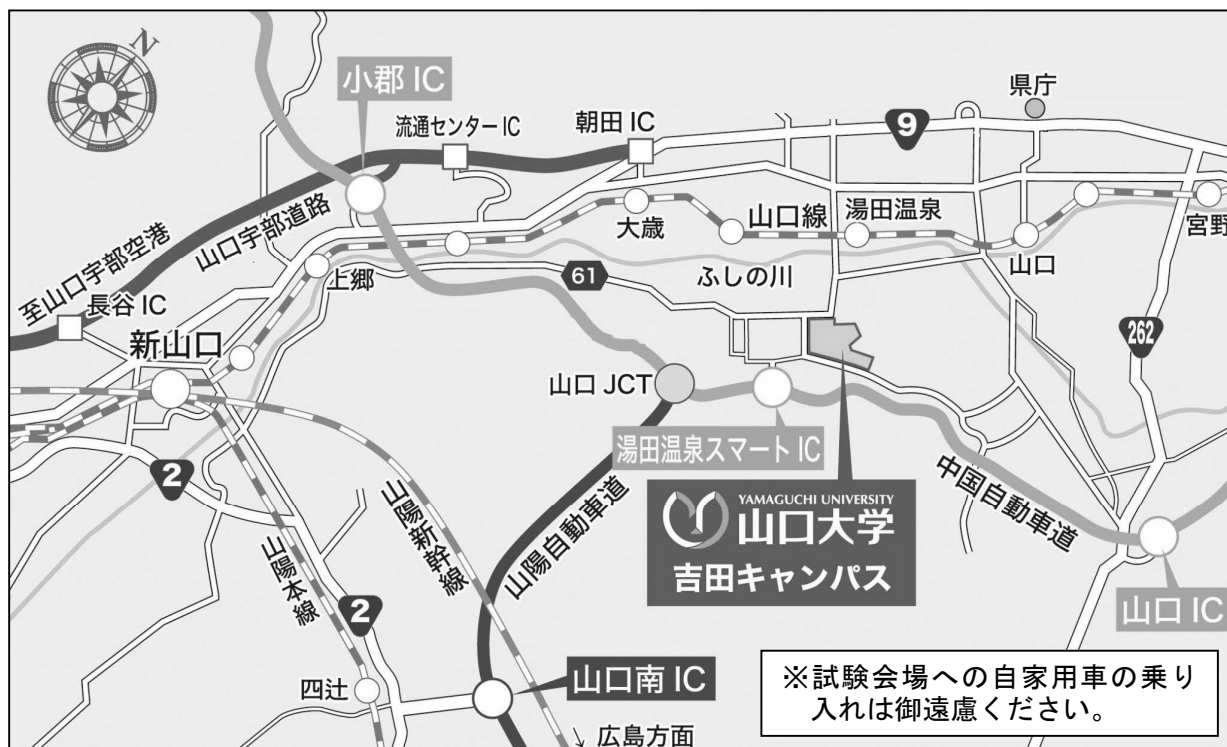 N
小郡 IC
流通センター IC
朝田 IC
9
県庁
至山口宇部空港
山口宇部道路
長谷 IC
上郷
大歳
山口線
湯田温泉
山口
宮野
ふしの川
61
262
新山口
山口 JCT
湯田温泉スマート IC
YAMAGUCHI UNIVERSITY
山口大学
吉田キャンパス
中国自動車道
山口 IC
2
山陽本線
山陽新幹線
山陽自動車道
2
四辻
山口南 IC
↘ 広島方面
※試験会場への自家用車の乗り
入れは御遠慮ください。